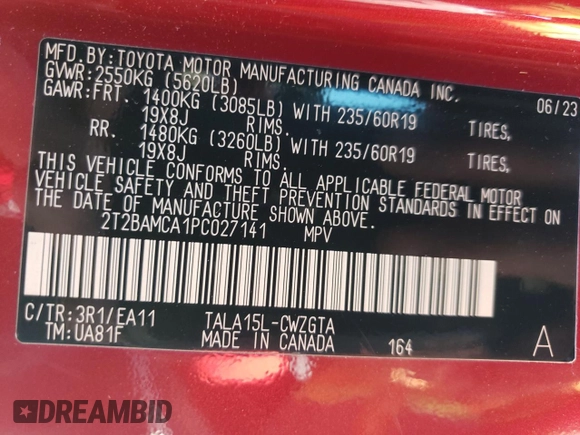 MFD.BY:TOYOTA MOTOR MANUFACTURING CANADA INC. 06/23
GVWR:2550KG (5620LB)
GAWR:FRT. 1400KG (3085LB) WITH 235/60R19 TIRES,
19X8J RIMS.
RR. 1480KG (3260LB) WITH 235/60R19 TIRES,
19X8J RIMS.
THIS VEHICLE CONFORMS TO ALL APPLICABLE FEDERAL MOTOR
VEHICLE SAFETY AND THEFT PREVENTION STANDARDS IN EFFECT ON
THE DATE OF MANUFACTURE SHOWN ABOVE.
2T2BAMCA1PC027141 MPV
C/TR:3R1/EA11 TALA15L-CWZGTA A
TM:UA81F MADE IN CANADA 164
DREAMBID